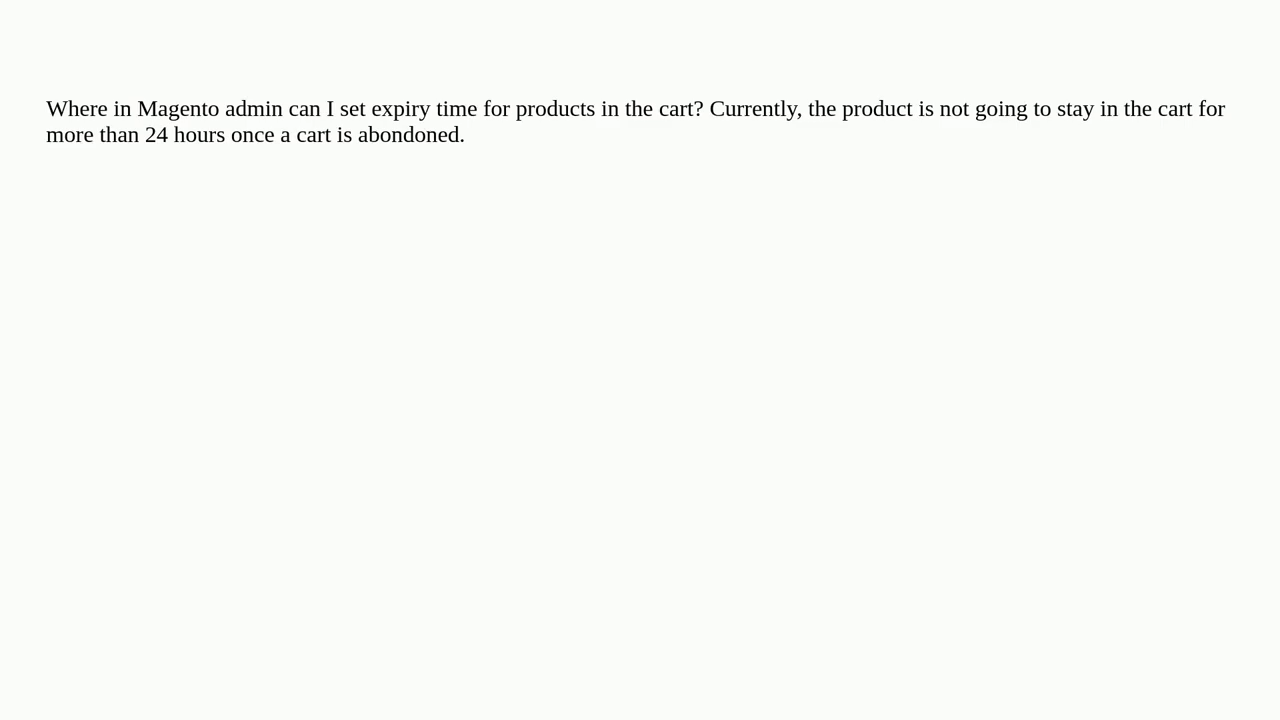 Where in Magento admin can I set expiry time for products in the cart? Currently, the product is not going to stay in the cart for
more than 24 hours once a cart is abondoned.